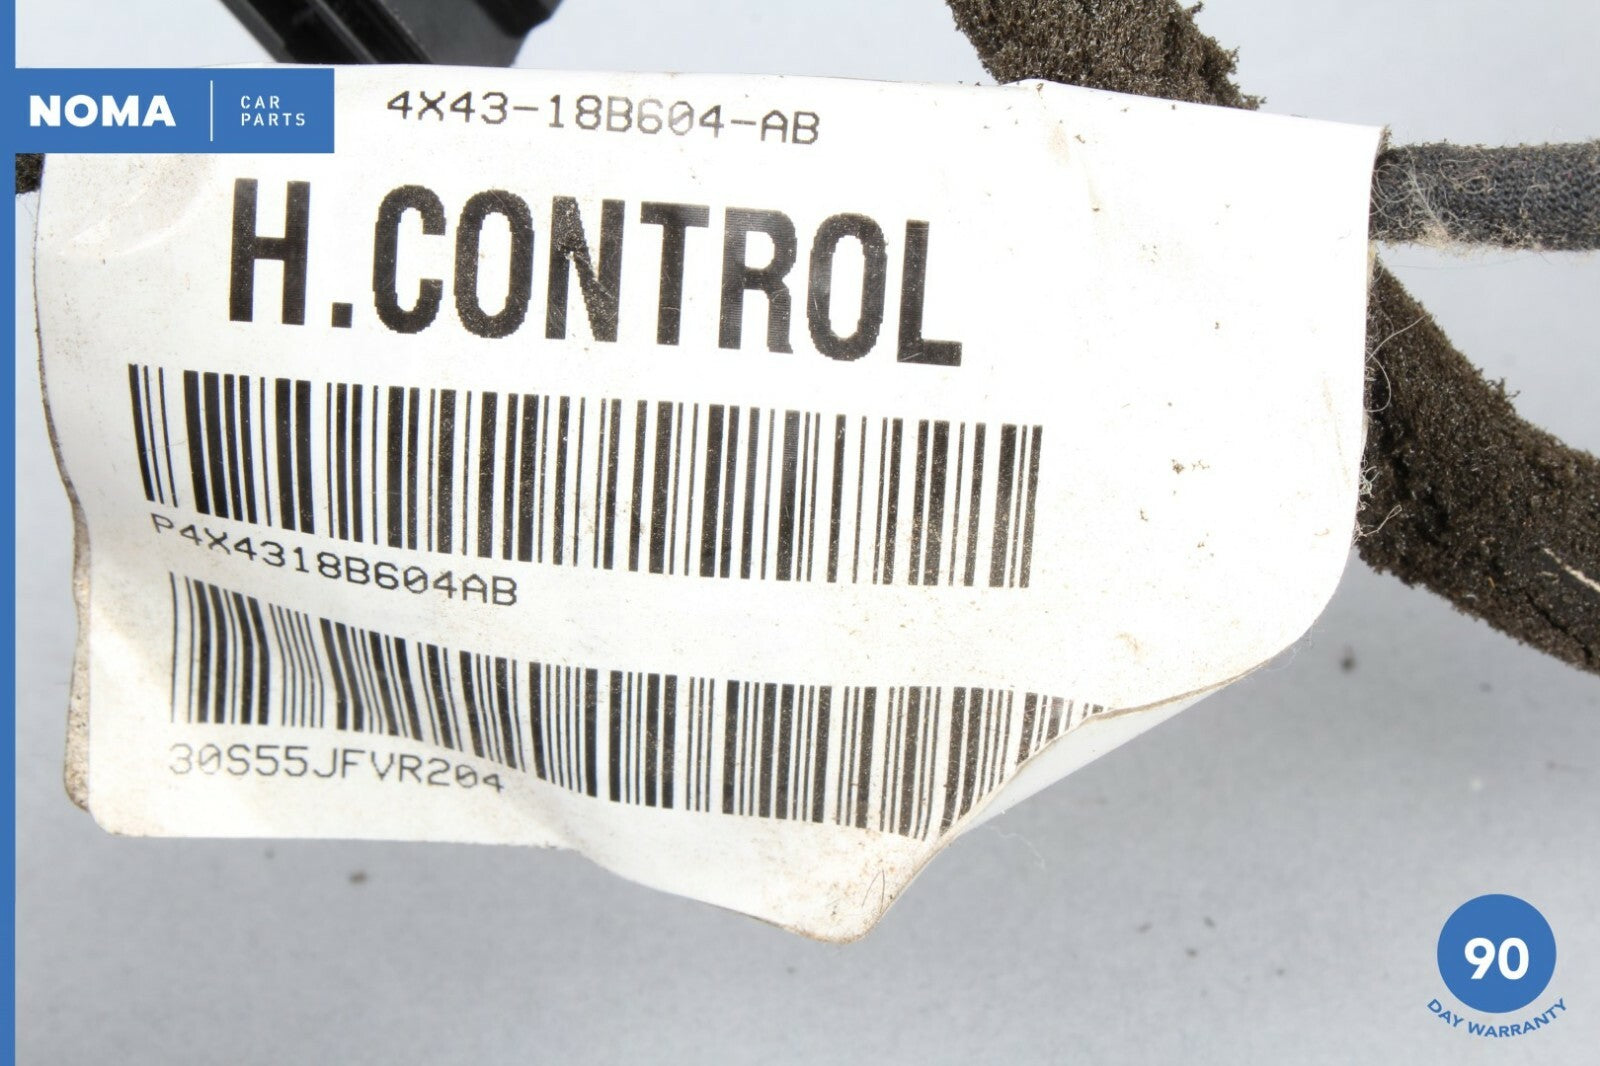 NOMA
CAR
PARTS
4X43-18B604-AB
H.CONTROL
P4X4318B604AB
30S55JFVR204
90
DAY WARRANTY